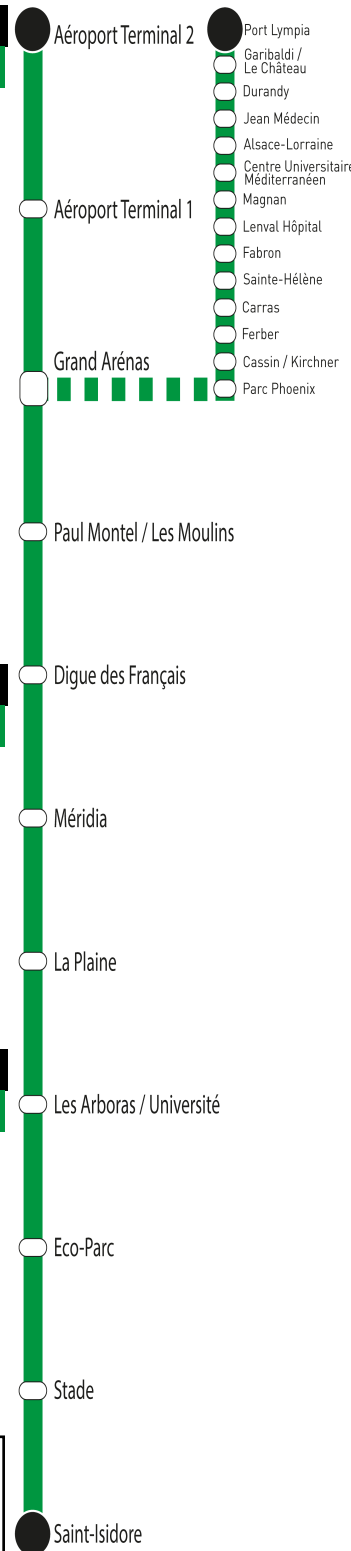 Aéroport Terminal 2
Aéroport Terminal 1
Grand Arénas
Paul Montel / Les Moulins
Digue des Français
Méridia
La Plaine
Les Arboras / Université
Eco-Parc
Stade
Saint-Isidore
Port Lympia
Garibaldi /
Le Château
Durandy
Jean Médecin
Alsace-Lorraine
Centre Universitaire
Méditerranéen
Magnan
Lenval Hôpital
Fabron
Sainte-Hélène
Carras
Ferber
Cassin / Kirchner
Parc Phoenix